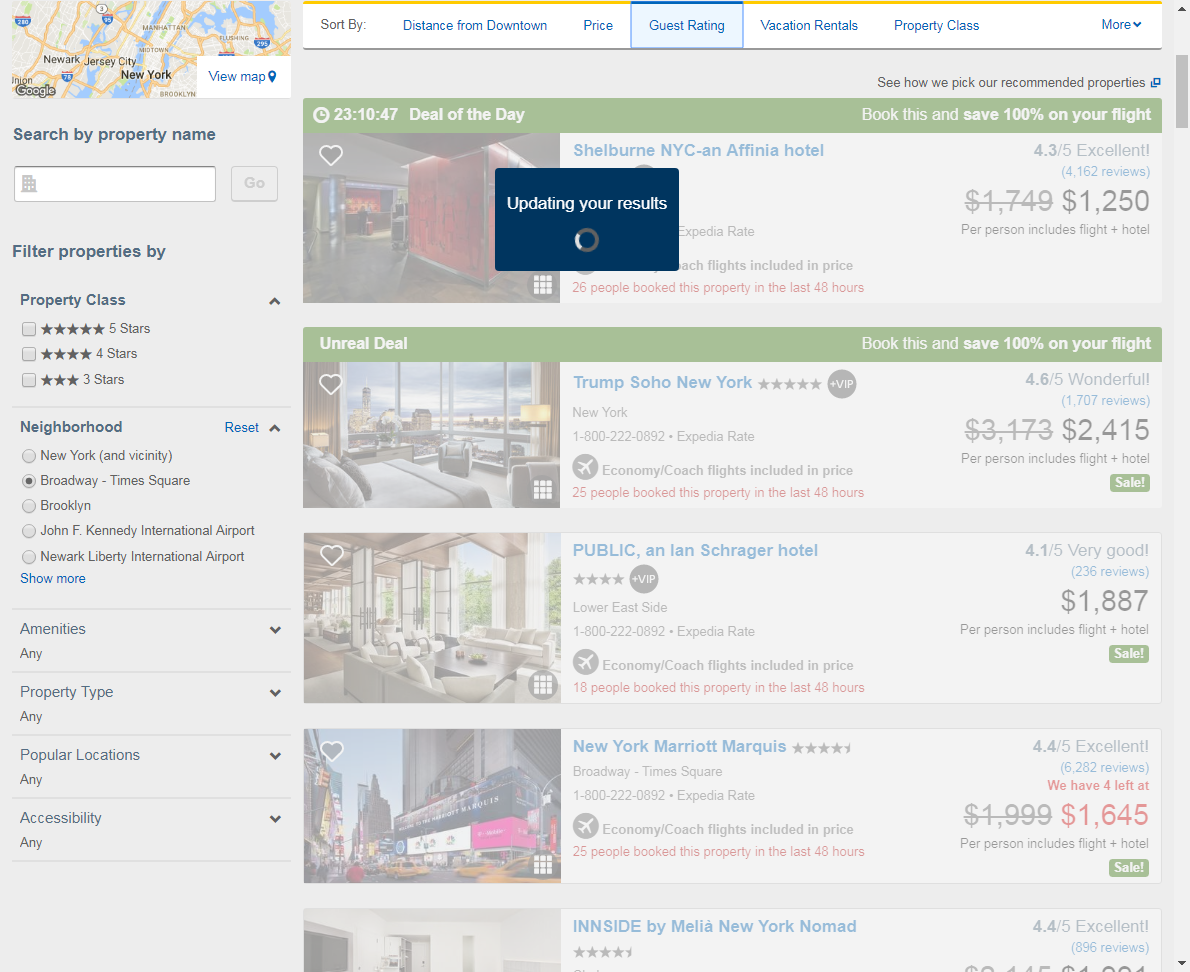 280
3
95
MANHATTAN
FLUSHING
295
MIDTOWN
Newark
Jersey City
78
New York
Union
BROOKLYN
Google
View map
Search by property name
Go
Filter properties by
Property Class
5 Stars
4 Stars
3 Stars
Neighborhood Reset
New York (and vicinity)
Broadway - Times Square
Brooklyn
John F. Kennedy International Airport
Newark Liberty International Airport
Show more
Amenities
Any
Property Type
Any
Popular Locations
Any
Accessibility
Any
Sort By: Distance from Downtown Price Guest Rating Vacation Rentals Property Class More
See how we pick our recommended properties
23:10:47 Deal of the Day Book this and save 100% on your flight
Shelburne NYC-an Affinia hotel
4.3/5 Excellent!
(4,162 reviews)
$1,749 $1,250
Per person includes flight + hotel
Updating your results
Expedia Rate
flights included in price
26 people booked this property in the last 48 hours
Unreal Deal Book this and save 100% on your flight
Trump Soho New York +VIP
New York
1-800-222-0892 • Expedia Rate
Economy/Coach flights included in price
25 people booked this property in the last 48 hours
4.6/5 Wonderful!
(1,707 reviews)
$3,173 $2,415
Per person includes flight + hotel
Sale!
PUBLIC, an Ian Schrager hotel
+VIP
Lower East Side
1-800-222-0892 • Expedia Rate
Economy/Coach flights included in price
18 people booked this property in the last 48 hours
4.1/5 Very good!
(236 reviews)
$1,887
Per person includes flight + hotel
Sale!
New York Marriott Marquis
Broadway - Times Square
1-800-222-0892 • Expedia Rate
Economy/Coach flights included in price
25 people booked this property in the last 48 hours
4.4/5 Excellent!
(6,282 reviews)
We have 4 left at
$1,999 $1,645
Per person includes flight + hotel
Sale!
INNSIDE by Melià New York Nomad
4.4/5 Excellent!
(896 reviews)